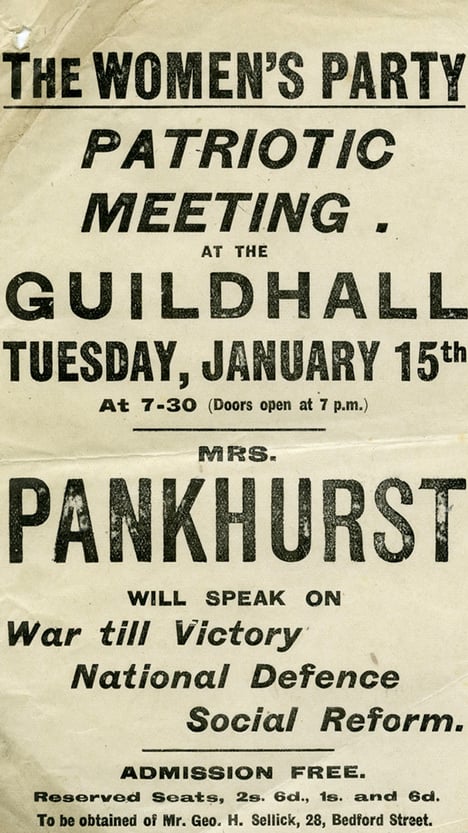 THE WOMEN'S PARTY
PATRIOTIC
MEETING .
AT THE
GUILDHALL
TUESDAY, JANUARY 15th
At 7-30 (Doors open at 7 p.m.)
MRS.
PANKHURST
WILL SPEAK ON
War till Victory
National Defence
Social Reform.
ADMISSION FREE.
Reserved Seats, 2s. 6d., 1s. and 6d.
To be obtained of Mr. Geo. H. Sellick, 28, Bedford Street.